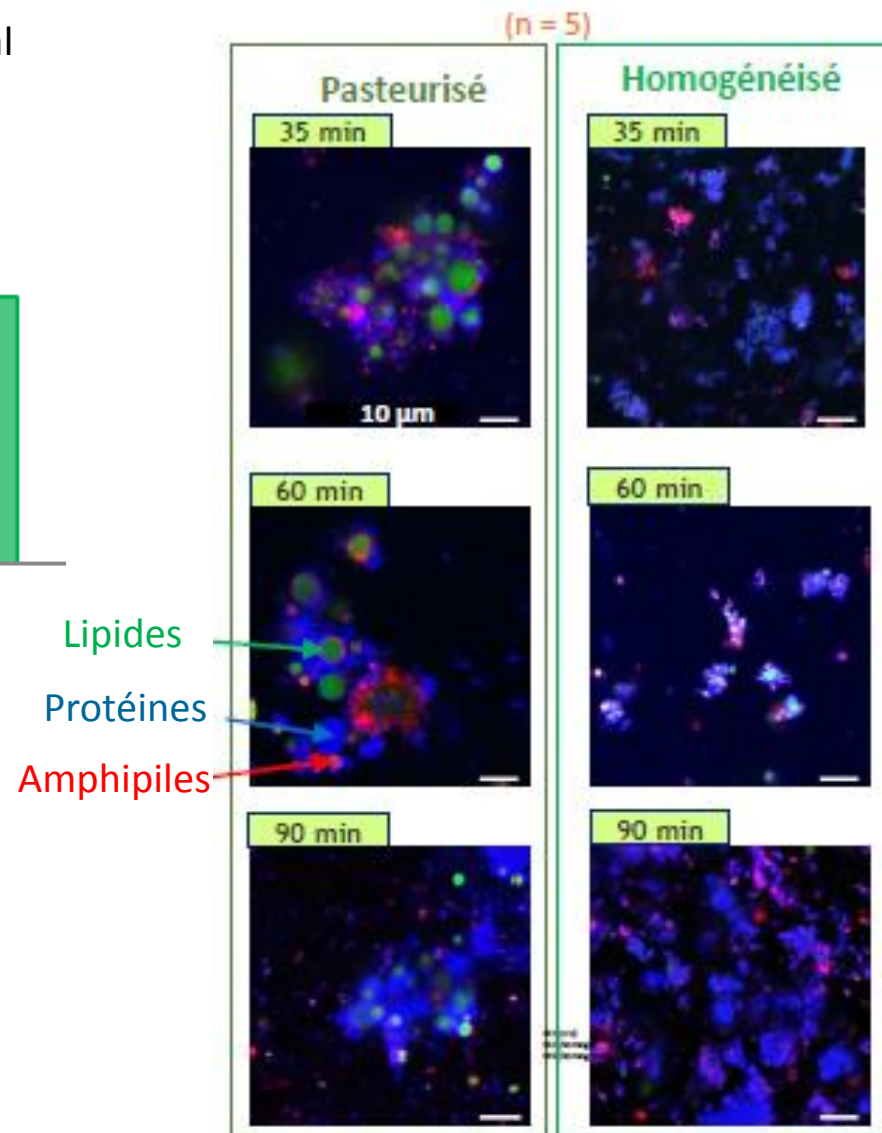 al
(n = 5)
Pasteurisé
Homogénéisé
35 min
35 min
10 µm
60 min
60 min
Lipides
Protéines
Amphipiles
90 min
90 min